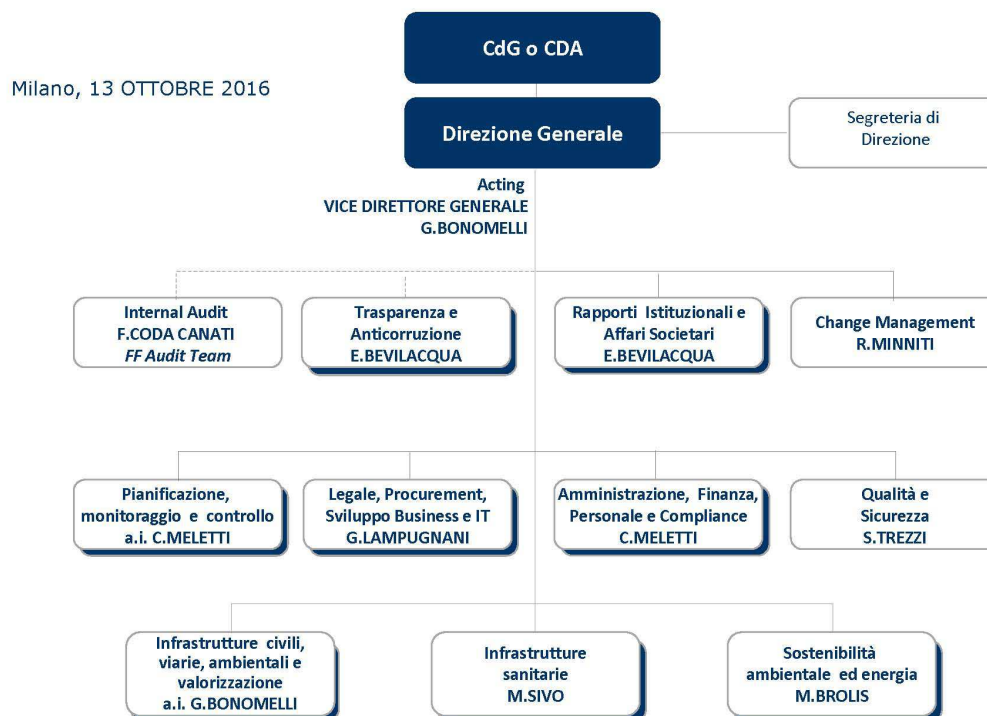 CdG o CDA
Milano, 13 OTTOBRE 2016
Direzione Generale
Segreteria di
Direzione
Acting
VICE DIRETTORE GENERALE
G.BONOMELLI
Internal Audit
F.CODA CANATI
FF Audit Team
Trasparenza e
Anticorruzione
E.BEVILACQUA
Rapporti Istituzionali e
Affari Societari
E.BEVILACQUA
Change Management
R.MINNITI
Pianificazione,
monitoraggio e controllo
a.i. C.MELETTI
Legale, Procurement,
Sviluppo Business e IT
G.LAMPUGNANI
Amministrazione, Finanza,
Personale e Compliance
C.MELETTI
Qualità e
Sicurezza
S.TREZZI
Infrastrutture civili,
viarie, ambientali e
valorizzazione
a.i. G.BONOMELLI
Infrastrutture
sanitarie
M.SIVO
Sostenibilità
ambientale ed energia
M.BROLIS